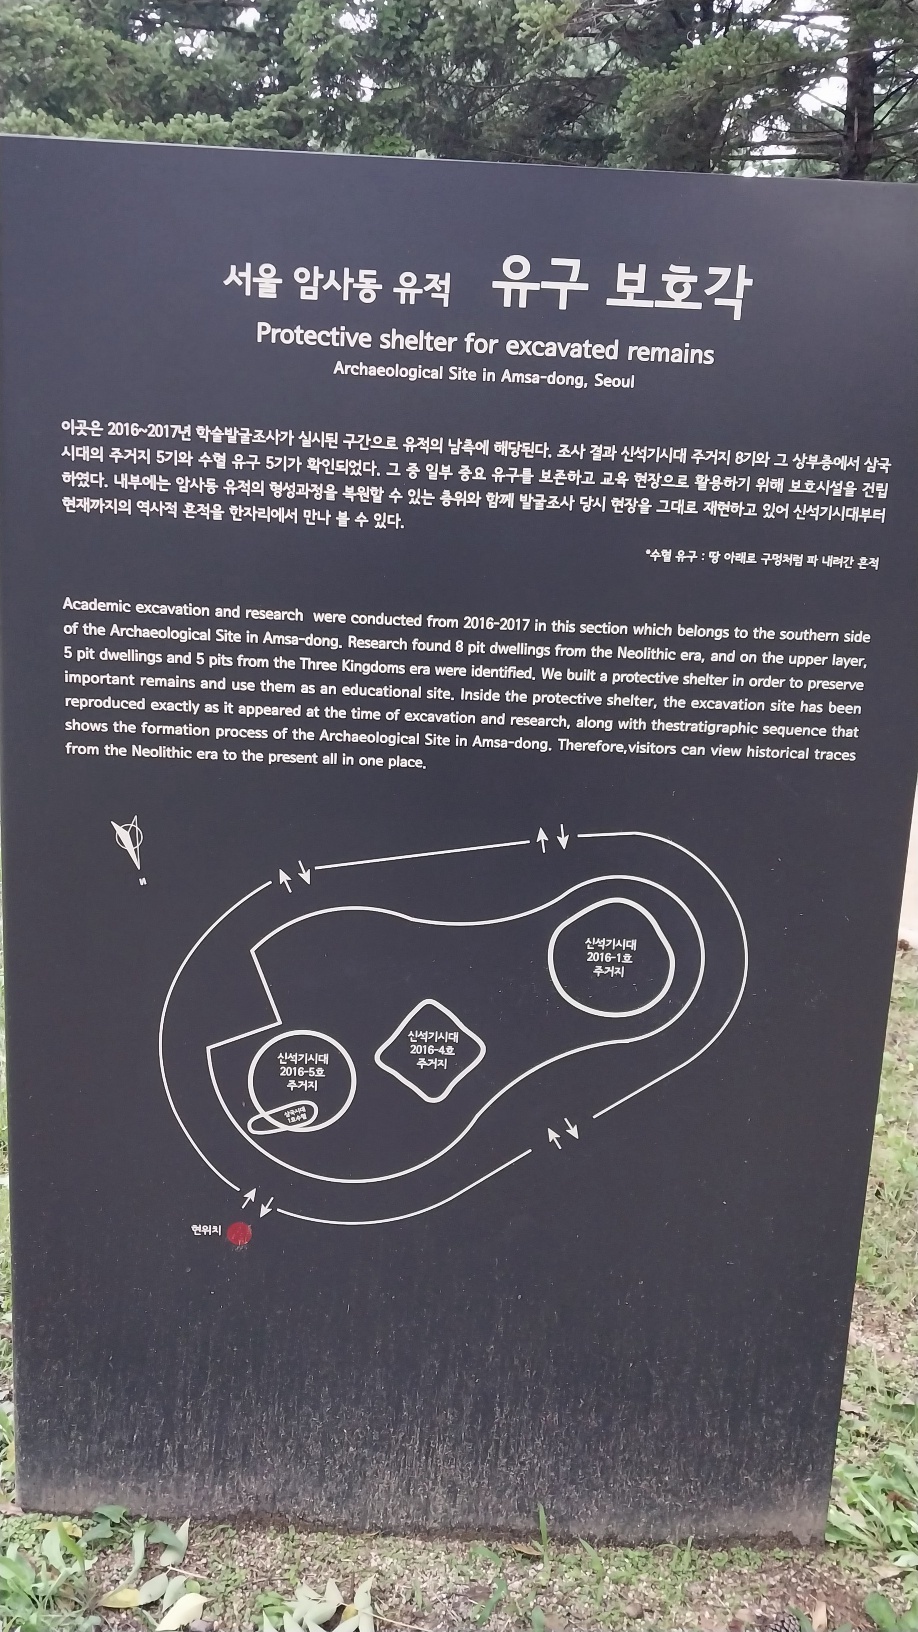 서울 암사동 유적 유구 보호각
Protective shelter for excavated remains
Archaeological Site in Amsa-dong, Seoul
이곳은 2016~2017년 학술발굴조사가 실시된 구간으로 유적의 남측에 해당된다. 조사 결과 신석기시대 주거지 8기와 그 상부층에서 삼국
시대의 주거지 5기와 수혈 유구 5기가 확인되었다. 그 중 일부 중요 유구를 보존하고 교육 현장으로 활용하기 위해 보호시설을 건립
하였다. 내부에는 암사동 유적의 형성과정을 복원할 수 있는 층위와 함께 발굴조사 당시 현장을 그대로 재현하고 있어 신석기시대부터
현재까지의 역사적 흔적을 한자리에서 만나 볼 수 있다.
*수혈 유구 : 땅 아래로 구멍처럼 파 내려간 흔적
Academic excavation and research were conducted from 2016-2017 in this section which belongs to the southern side
of the Archaeological Site in Amsa-dong. Research found 8 pit dwellings from the Neolithic era, and on the upper layer,
5 pit dwellings and 5 pits from the Three Kingdoms era were identified. We built a protective shelter in order to preserve
important remains and use them as an educational site. Inside the protective shelter, the excavation site has been
reproduced exactly as it appeared at the time of excavation and research, along with thestratigraphic sequence that
shows the formation process of the Archaeological Site in Amsa-dong. Therefore,visitors can view historical traces
from the Neolithic era to the present all in one place.
N
신석기시대
2016-1호
주거지
신석기시대
2016-4호
주거지
신석기시대
2016-5호
주거지
삼국시대
1호수혈
현위치